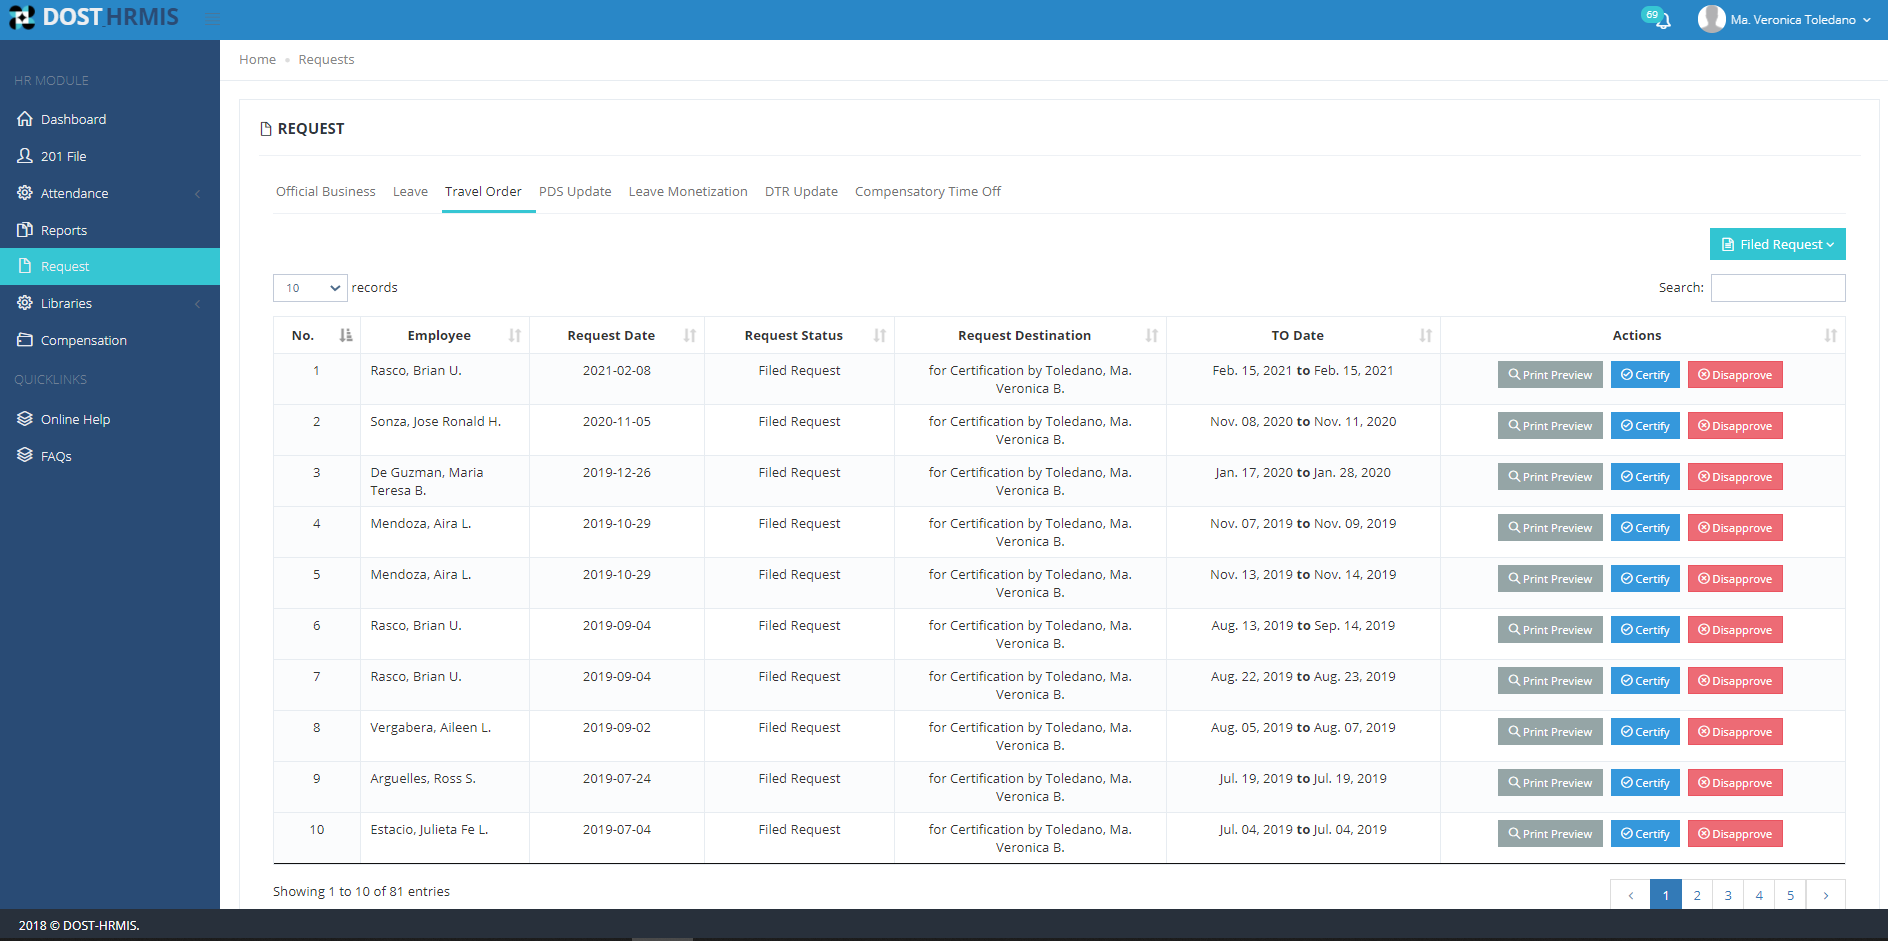 DOST_HRMIS
69
Ma. Veronica Toledano
HR MODULE
Dashboard
201 File
Attendance
Reports
Request
Libraries
Compensation
QUICKLINKS
Online Help
FAQs
Home • Requests
REQUEST
Official Business Leave Travel Order PDS Update Leave Monetization DTR Update Compensatory Time Off
Filed Request
10 records
Search:
No. Employee Request Date Request Status Request Destination TO Date Actions
1 Rasco, Brian U. 2021-02-08 Filed Request for Certification by Toledano, Ma. Feb. 15, 2021 to Feb. 15, 2021 Print Preview Certify Disapprove
Veronica B.
2 Sonza, Jose Ronald H. 2020-11-05 Filed Request for Certification by Toledano, Ma. Nov. 08, 2020 to Nov. 11, 2020 Print Preview Certify Disapprove
Veronica B.
3 De Guzman, Maria 2019-12-26 Filed Request for Certification by Toledano, Ma. Jan. 17, 2020 to Jan. 28, 2020 Print Preview Certify Disapprove
Teresa B. Veronica B.
4 Mendoza, Aira L. 2019-10-29 Filed Request for Certification by Toledano, Ma. Nov. 07, 2019 to Nov. 09, 2019 Print Preview Certify Disapprove
Veronica B.
5 Mendoza, Aira L. 2019-10-29 Filed Request for Certification by Toledano, Ma. Nov. 13, 2019 to Nov. 14, 2019 Print Preview Certify Disapprove
Veronica B.
6 Rasco, Brian U. 2019-09-04 Filed Request for Certification by Toledano, Ma. Aug. 13, 2019 to Sep. 14, 2019 Print Preview Certify Disapprove
Veronica B.
7 Rasco, Brian U. 2019-09-04 Filed Request for Certification by Toledano, Ma. Aug. 22, 2019 to Aug. 23, 2019 Print Preview Certify Disapprove
Veronica B.
8 Vergabera, Aileen L. 2019-09-02 Filed Request for Certification by Toledano, Ma. Aug. 05, 2019 to Aug. 07, 2019 Print Preview Certify Disapprove
Veronica B.
9 Arguelles, Ross S. 2019-07-24 Filed Request for Certification by Toledano, Ma. Jul. 19, 2019 to Jul. 19, 2019 Print Preview Certify Disapprove
Veronica B.
10 Estacio, Julieta Fe L. 2019-07-04 Filed Request for Certification by Toledano, Ma. Jul. 04, 2019 to Jul. 04, 2019 Print Preview Certify Disapprove
Veronica B.
Showing 1 to 10 of 81 entries
‹ 1 2 3 4 5 ›
2018 © DOST-HRMIS.